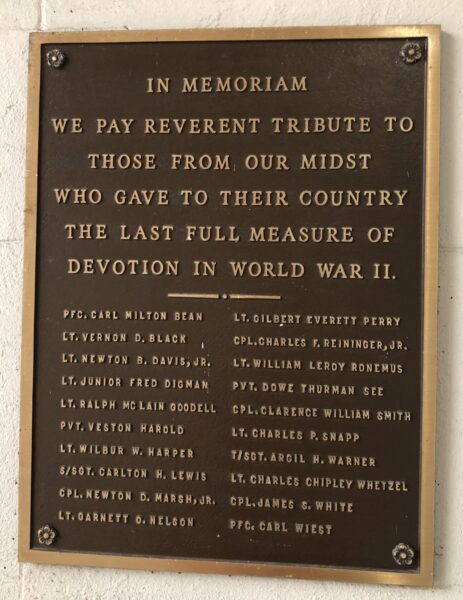 IN MEMORIAM
WE PAY REVERENT TRIBUTE TO
THOSE FROM OUR MIDST
WHO GAVE TO THEIR COUNTRY
THE LAST FULL MEASURE OF
DEVOTION IN WORLD WAR II.
PFC. CARL MILTON BEAN
LT. VERNON D. BLACK
LT. NEWTON B. DAVIS, JR.
LT. JUNIOR FRED DIGMAN
LT. RALPH MCLAIN GOODELL
PVT. VESTON HAROLD
LT. WILBUR W. HARPER
S/SGT. CARLTON H. LEWIS
CPL. NEWTON D. MARSH, JR.
LT. GARNETT O. NELSON
LT. GILBERT EVERETT PERRY
CPL. CHARLES F. REININGER, JR.
LT. WILLIAM LEROY RONEMUS
PVT. DOWE THURMAN SEE
CPL. CLARENCE WILLIAM SMITH
LT. CHARLES P. SNAPP
T/SGT. ARGIL H. WARNER
LT. CHARLES CHIPLEY WHETZEL
CPL. JAMES S. WHITE
PFC. CARL WIEST